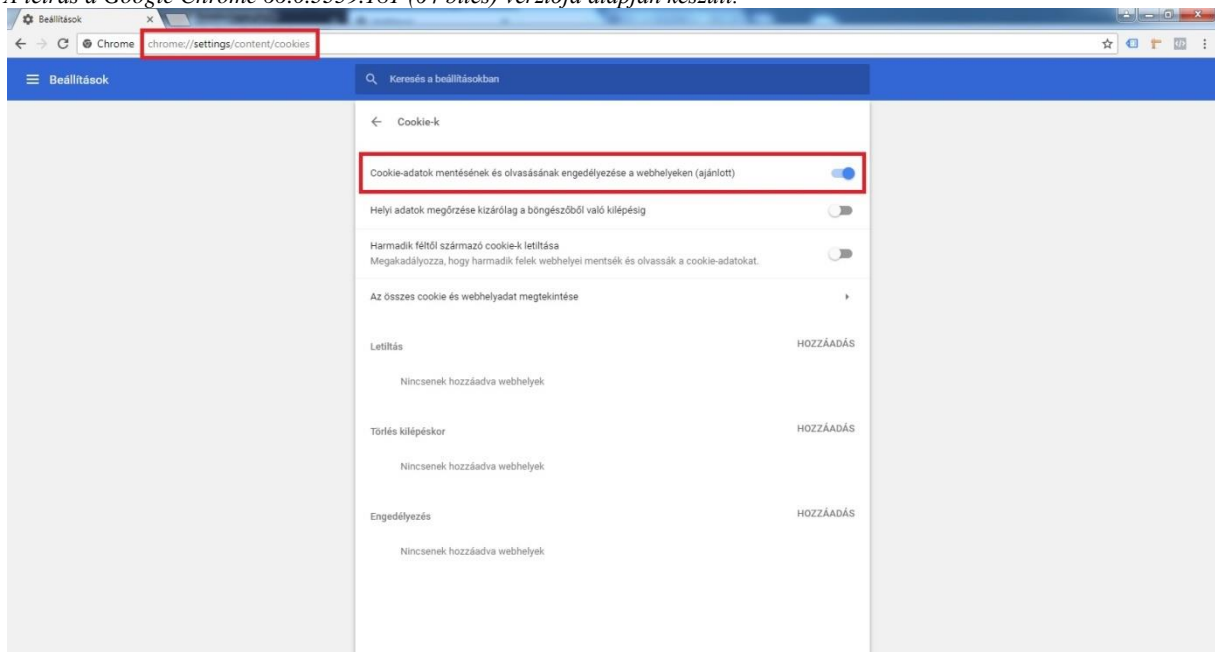 A leírás a Google Chrome 66.0.3359.181 (64 bites) verziója alapján készült.
Beállítások
Chrome chrome://settings/content/cookies
Beállítások
Keresés a beállításokban
Cookie-k
Cookie-adatok mentésének és olvasásának engedélyezése a webhelyeken (ajánlott)
Helyi adatok megőrzése kizárólag a böngészőből való kilépésig
Harmadik féltől származó cookie-k letiltása
Megakadályozza, hogy harmadik felek webhelyei mentsék és olvassák a cookie-adatokat.
Az összes cookie és webhelyadat megtekintése
Letiltás HOZZÁADÁS
Nincsenek hozzáadva webhelyek
Törlés kilépéskor HOZZÁADÁS
Nincsenek hozzáadva webhelyek
Engedélyezés HOZZÁADÁS
Nincsenek hozzáadva webhelyek